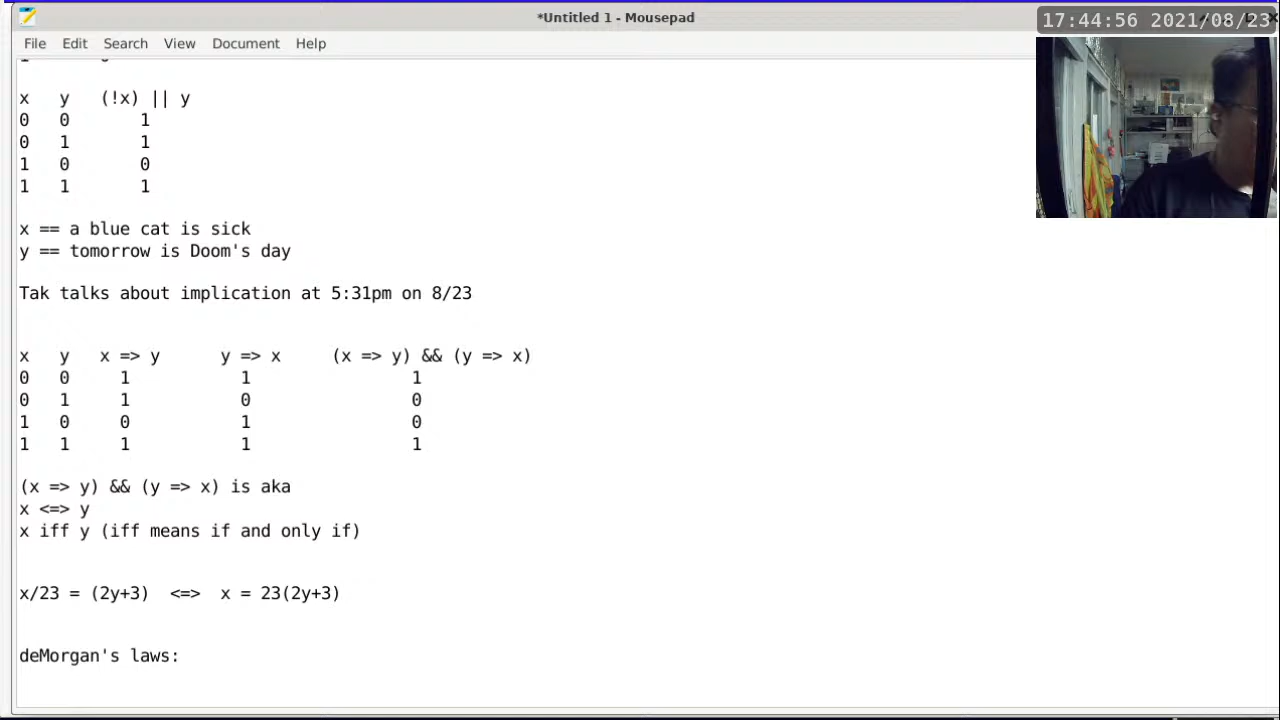 *Untitled 1 - Mousepad
17:44:56 2021/08/23
File Edit Search View Document Help
x y (!x) || y
0 0 1
0 1 1
1 0 0
1 1 1
x == a blue cat is sick
y == tomorrow is Doom's day
Tak talks about implication at 5:31pm on 8/23
x y x => y y => x (x => y) && (y => x)
0 0 1 1 1
0 1 1 0 0
1 0 0 1 0
1 1 1 1 1
(x => y) && (y => x) is aka
x <=> y
x iff y (iff means if and only if)
x/23 = (2y+3) <=> x = 23(2y+3)
deMorgan's laws: